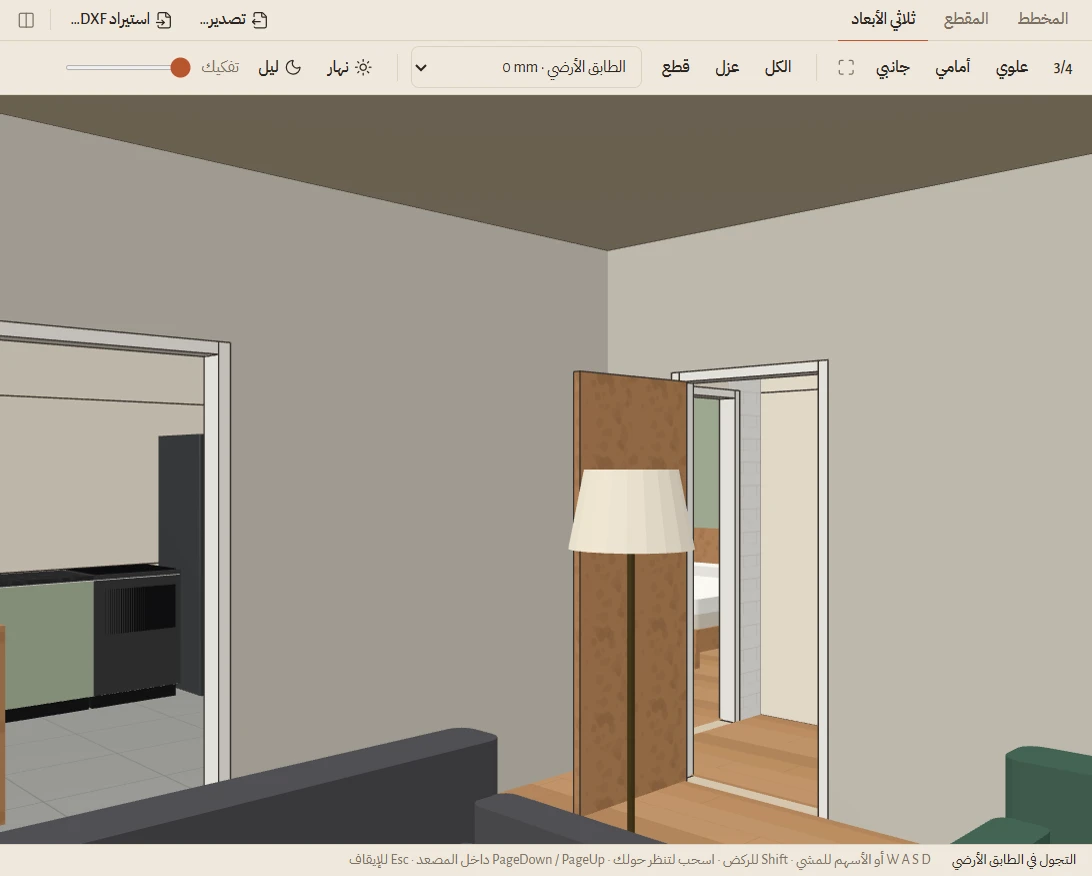 المخطط المقطع ثلاثي الأبعاد تصدير... استيراد DXF...
3/4 علوي أمامي جانبي الكل عزل قطع الطابق الأرضي · 0 mm نهار ليل تفكيك
التجول في الطابق الأرضي W A S D أو الأسهم للمشي · Shift للركض · اسحب لتنظر حولك · PageDown / PageUp داخل المصعد · Esc للإيقاف